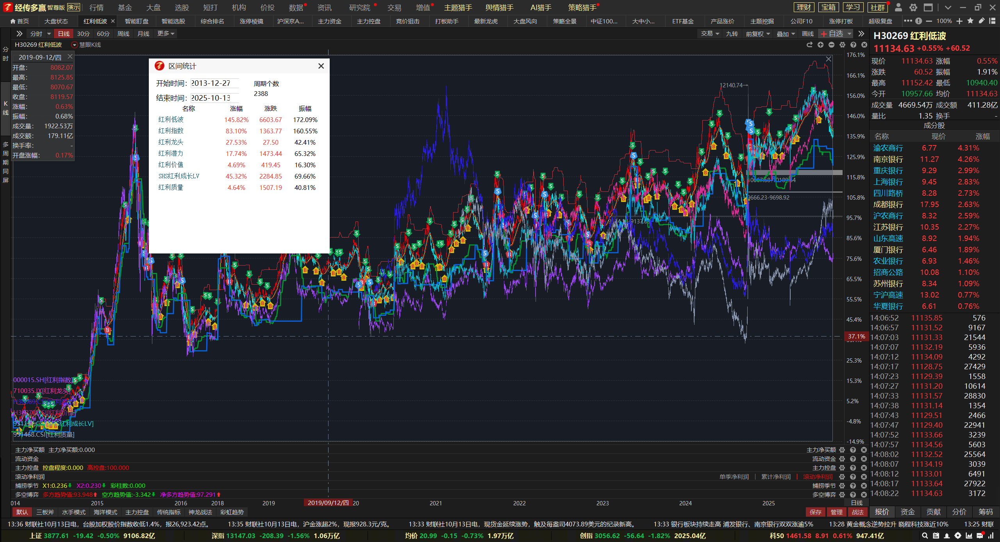 经传多赢 智尊版 演示 行情 基金 大盘 选股 短打 机构 价投 数据 资讯 研究院 交易 增值 主题猎手 舆情猎手 AI猎手 策略猎手 理财 宝箱 学习 社群
首页 大盘状态 红利低波 智能盯盘 智能选股 综合排名 涨停棱镜 沪深京A... 主力资金 主力控盘 竞价狙击 打板助手 最新龙虎 大盘风向 策略全景 中证100... 大中小... ETF基金 产品涨价 主题挖掘 公司F10 涨停打板 超级复盘 100%
分时 日线 30分 60分 周线 月线 更多 交易 九转 前复权 叠加 画线 自选
H30269 红利低波 慧眼K线
分时
K线
多周期同屏
2019-09-12/四
开盘: 8082.07
最高: 8125.85
最低: 8070.67
收盘: 8119.57
涨幅: 0.63%
振幅: 0.68%
成交量: 1922.53万
成交额: 179.11亿
换手率: -
开盘涨幅: 0.17%
区间统计
开始时间: 2013-12-27 周期个数
结束时间: 2025-10-13 2388
名称 涨幅 涨跌 振幅
红利低波 145.82% 6603.67 172.09%
红利指数 83.10% 1363.77 160.55%
红利龙头 27.53% 27.50 42.41%
红利潜力 17.74% 1473.44 65.32%
红利价值 4.69% 419.45 16.30%
SHS红利成长LV 45.32% 2284.85 69.66%
红利质量 4.64% 1507.19 40.81%
12140.74→
9666.23-9698.92
176.1%
166.1%
156.0%
146.0%
135.9%
125.9%
115.8%
105.8%
95.7%
85.6%
75.6%
65.5%
55.5%
45.4%
37.1%
25.3%
15.3%
5.2%
-4.8%
-14.9%
000015.SH[红利指数]
710035.IX[红利龙头]
931468.CSI[红利质量]
主力净买额 主力净买额:0.000 主力净买额
流动资金 流动资金
主力控盘 控盘程度:0.000 高控盘:100.000 主力控盘
滚动净利润 单季净利润 | 累计净利润 | 滚动净利润
捕捞季节 X1:0.236 X2:0.230 彩柱数:0.000 捕捞季节
多空博弈 多方趋势值:93.948 空方趋势值:-3.342 净多方趋势值:97.291 多空博弈
014 2015 2016 2018 2019 2019/09/12/四 20 2021 2022 2023 2024 2025 日线
默认 三板斧 水手模式 海洋模式 主力控盘 传统指标 神龙战法 彩虹趋势 保存 管理 战法
H30269 红利低波
11134.63 +0.55% +60.52
现价 11134.63 涨幅 0.55%
涨跌 60.52 振幅 1.91%
最高 11152.42 最低 10940.40
今开 10957.66 均价 11134.63
成交量 4669.54万 成交额 411.28亿
量比 1.35 换手 -
成分股
名称 现价 涨幅
渝农商行 6.77 4.31%
南京银行 11.27 4.26%
重庆银行 9.29 2.99%
上海银行 9.45 2.83%
四川路桥 8.28 2.73%
成都银行 17.95 2.63%
沪农商行 8.32 2.59%
江苏银行 10.35 2.27%
山东高速 8.92 1.94%
厦门银行 6.46 1.89%
农业银行 6.93 1.46%
招商公路 10.08 1.10%
苏州银行 8.34 1.09%
宁沪高速 13.02 0.77%
华夏银行 6.61 0.76%
14:06:52 11135.85 576
14:06:57 11131.52 9167
14:07:03 11131.33 21544
14:07:07 11132.19 5936
14:07:12 11134.09 4292
14:07:17 11128.75 27429
14:07:23 11129.39 1558
14:07:27 11131.20 10614
14:07:33 11131.57 28830
14:07:38 11131.14 1354
14:07:43 11129.51 2466
14:07:47 11129.40 22941
14:07:52 11133.66 3239
14:07:57 11134.56 5603
14:08:02 11132.52 25564
14:08:07 11134.19 3039
14:08:12 11133.01 6491
14:08:17 11133.64 27922
14:08:22 11134.63 3172
报价 资金 贡献 分价 筹码
13:36 财联社10月13日电，台股加权股价指数收低1.4%，报26,923.42点。 13:35 财联社10月13日电，沪金涨超2%，现报928.3元/克。 13:33 财联社10月13日电，现货金延续涨势，触及每盎司4073.89美元的纪录新高。 13:33 银行板块持续走高 浦发银行、南京银行双双涨逾5% 13:28 黄金概念逆势拉升 晓程科技涨近10% 13:25 财联
上证 3877.61 -19.42 -0.50% 9106.82亿 深指 13147.03 -208.39 -1.56% 1.06万亿 均价 20.99 -0.15 -0.73% 1.97万亿 创指 3056.62 -56.64 -1.82% 2025.04亿 科50 1461.58 8.91 0.61% 947.41亿